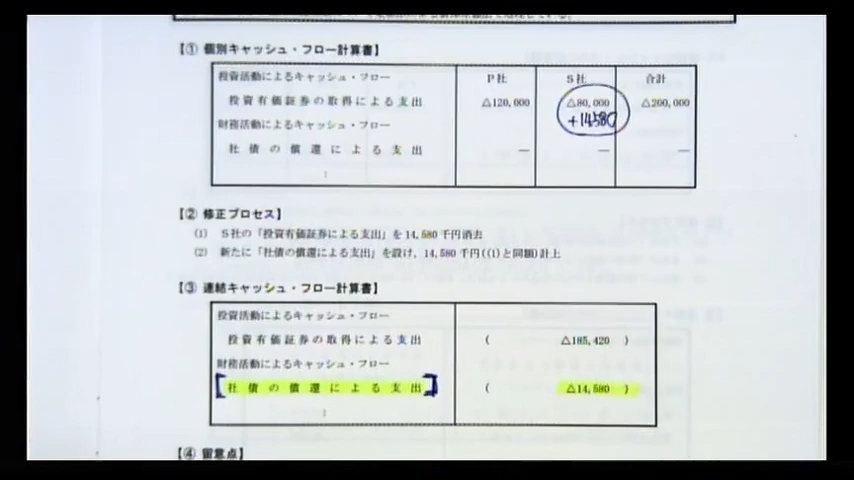 【① 個別キャッシュ・フロー計算書】
投資活動によるキャッシュ・フロー P社 S社 合計
投資有価証券の取得による支出 △120,000 △80,000 △200,000
+14580
財務活動によるキャッシュ・フロー
社債の償還による支出 — — —
⋮
【② 修正プロセス】
(1) S社の「投資有価証券による支出」を 14,580 千円消去
(2) 新たに「社債の償還による支出」を設け，14,580 千円((1)と同額)計上
【③ 連結キャッシュ・フロー計算書】
投資活動によるキャッシュ・フロー
投資有価証券の取得による支出 ( △185,420 )
財務活動によるキャッシュ・フロー
[社債の償還による支出] ( △14,580 )
⋮
【④ 留意点】